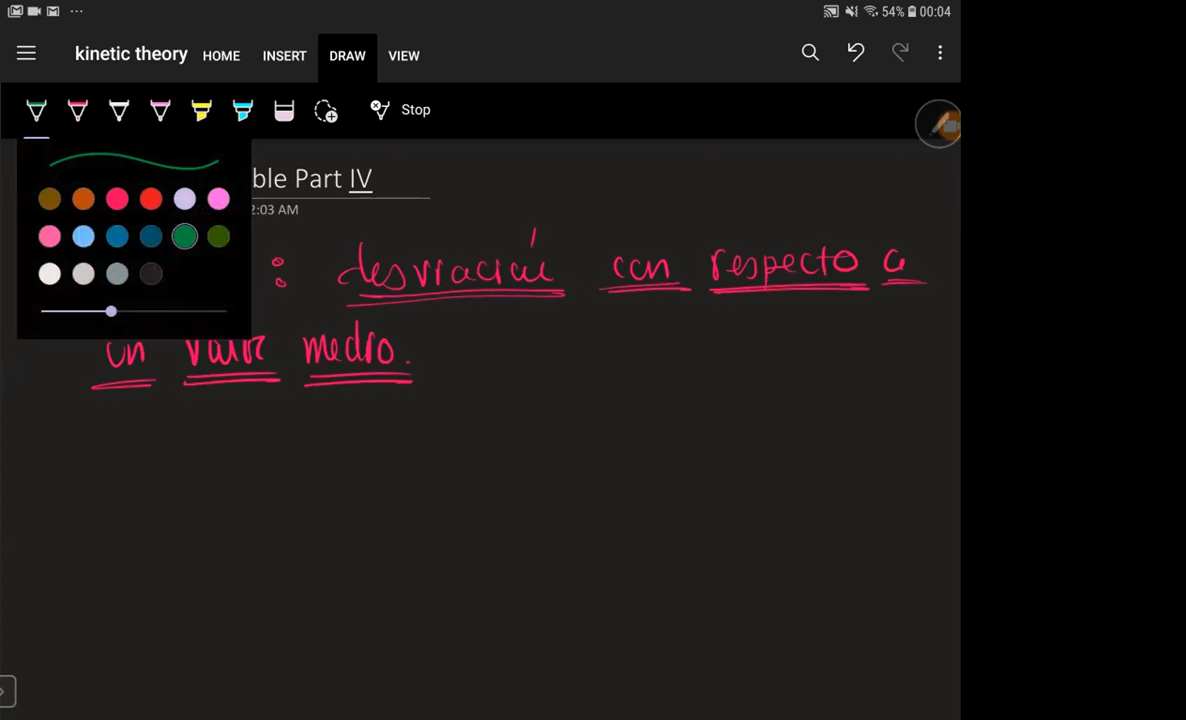 54% 00:04
kinetic theory HOME INSERT DRAW VIEW
Stop
ble Part IV
2:03 AM
: desviación con respecto a
un valor medio.